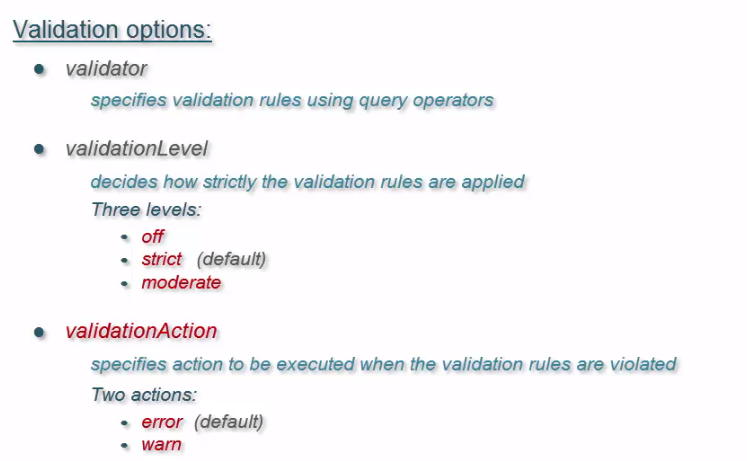 Validation options:
• validator
specifies validation rules using query operators
• validationLevel
decides how strictly the validation rules are applied
Three levels:
• off
• strict (default)
• moderate
• validationAction
specifies action to be executed when the validation rules are violated
Two actions:
• error (default)
• warn